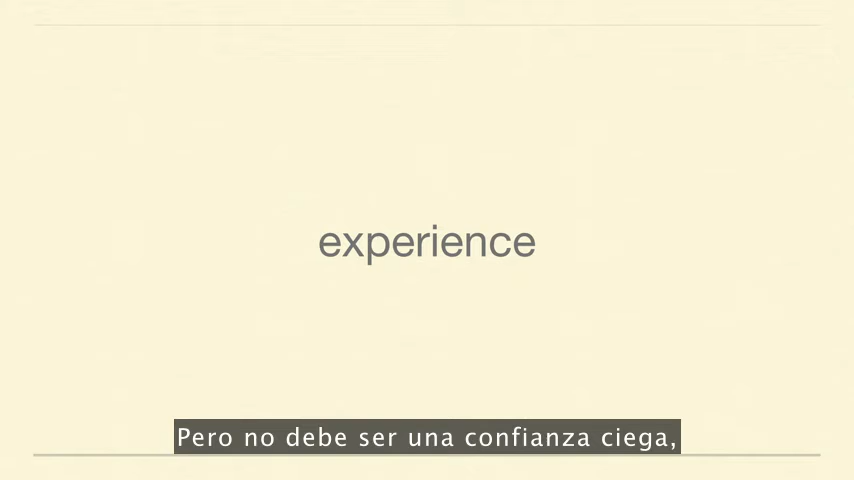 experience
Pero no debe ser una confianza ciega,